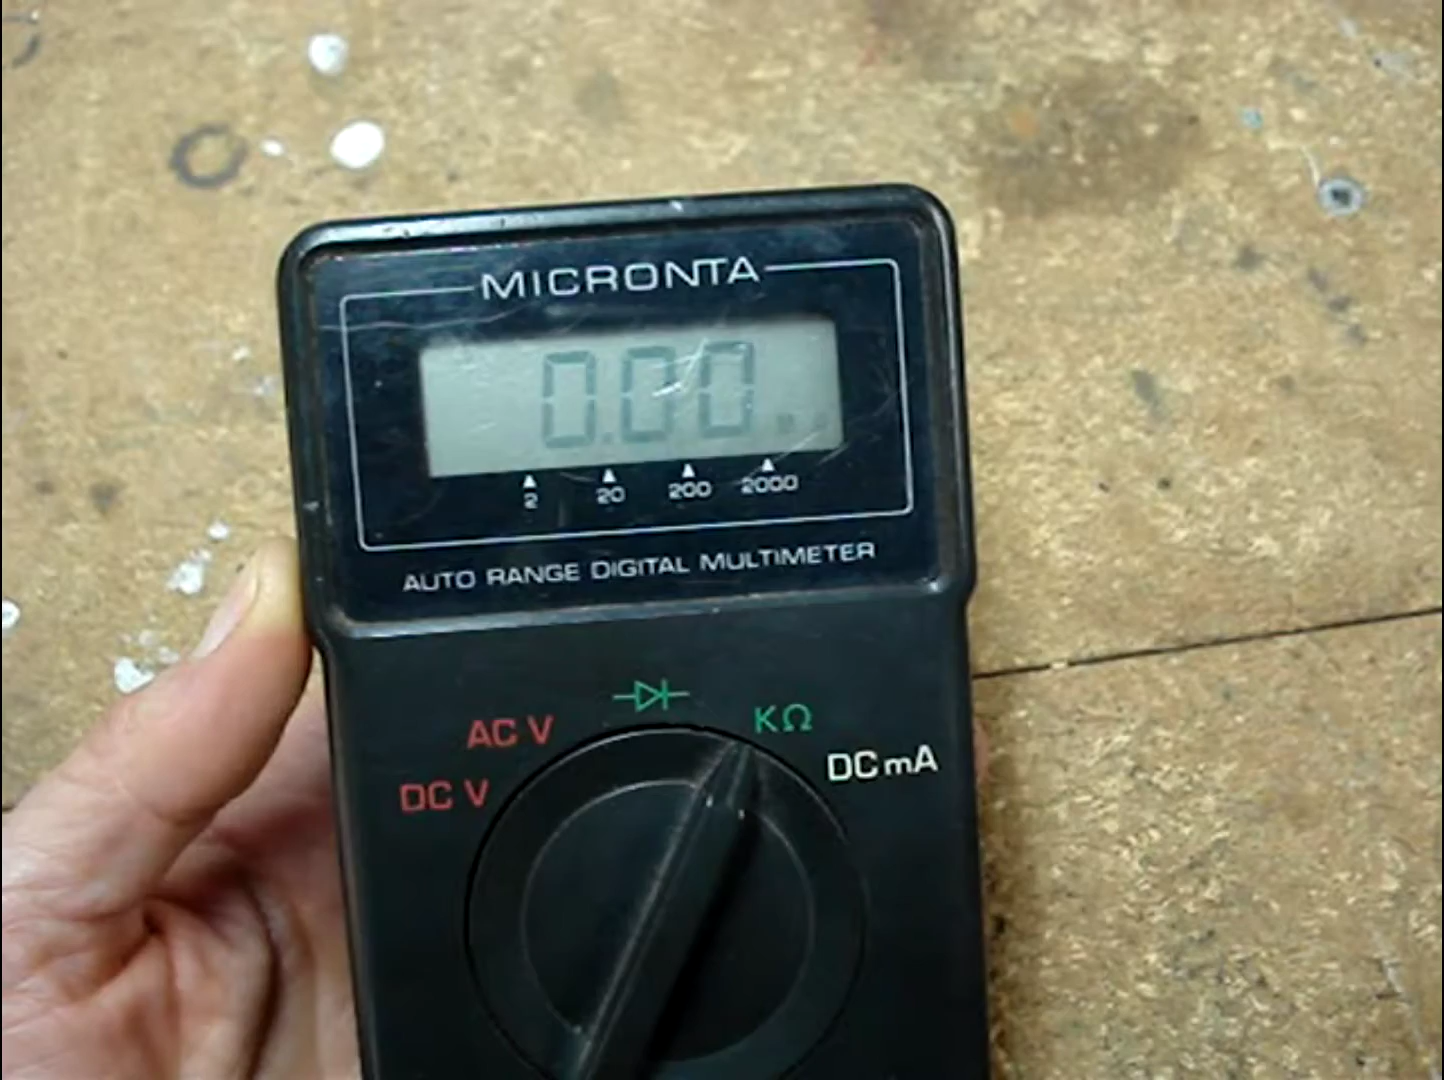 MICRONTA
0.00.
2 20 200 2000
AUTO RANGE DIGITAL MULTIMETER
AC V
KΩ
DC V
DC mA